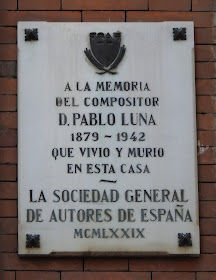 SGAE
A LA MEMORIA
DEL COMPOSITOR
D. PABLO LUNA
1879 - 1942
QUE VIVIO Y MURIO
EN ESTA CASA
LA SOCIEDAD GENERAL
DE AUTORES DE ESPAÑA
MCMLXXIX